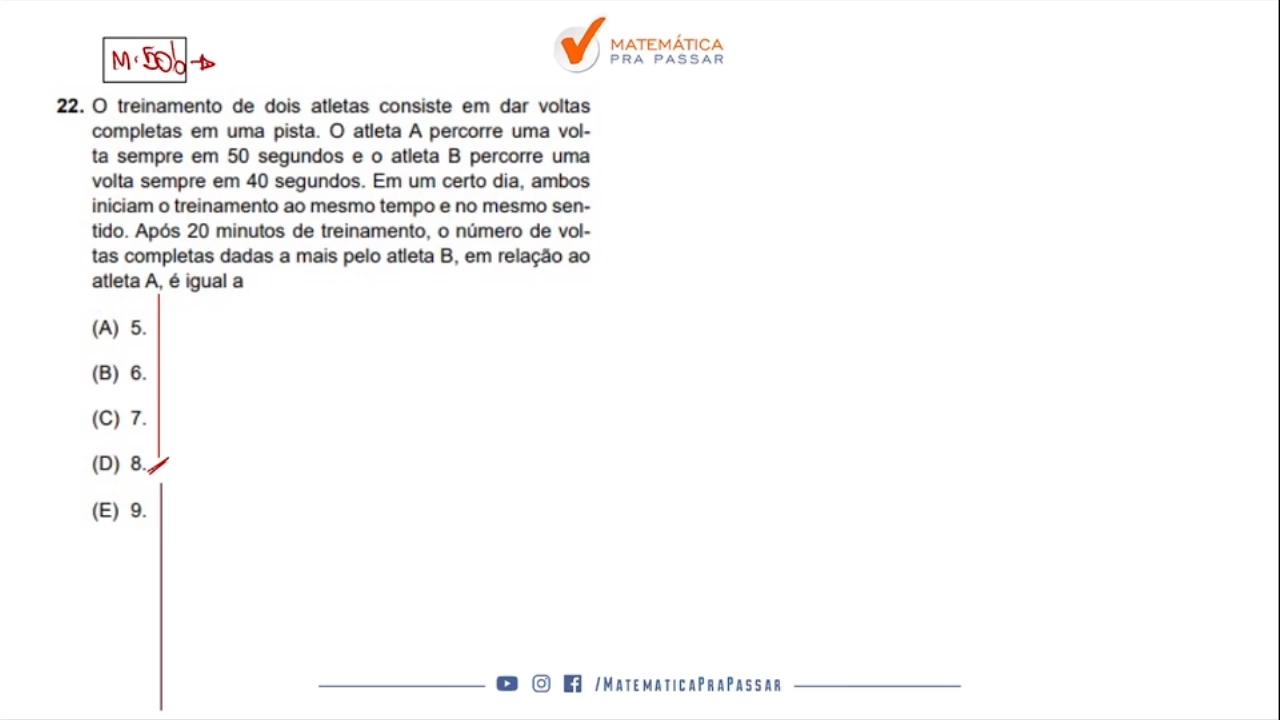 MATEMÁTICA
PRA PASSAR
22. O treinamento de dois atletas consiste em dar voltas
completas em uma pista. O atleta A percorre uma vol-
ta sempre em 50 segundos e o atleta B percorre uma
volta sempre em 40 segundos. Em um certo dia, ambos
iniciam o treinamento ao mesmo tempo e no mesmo sen-
tido. Após 20 minutos de treinamento, o número de vol-
tas completas dadas a mais pelo atleta B, em relação ao
atleta A, é igual a
(A) 5.
(B) 6.
(C) 7.
(D) 8.
(E) 9.
/MATEMATICAPRAPASSAR